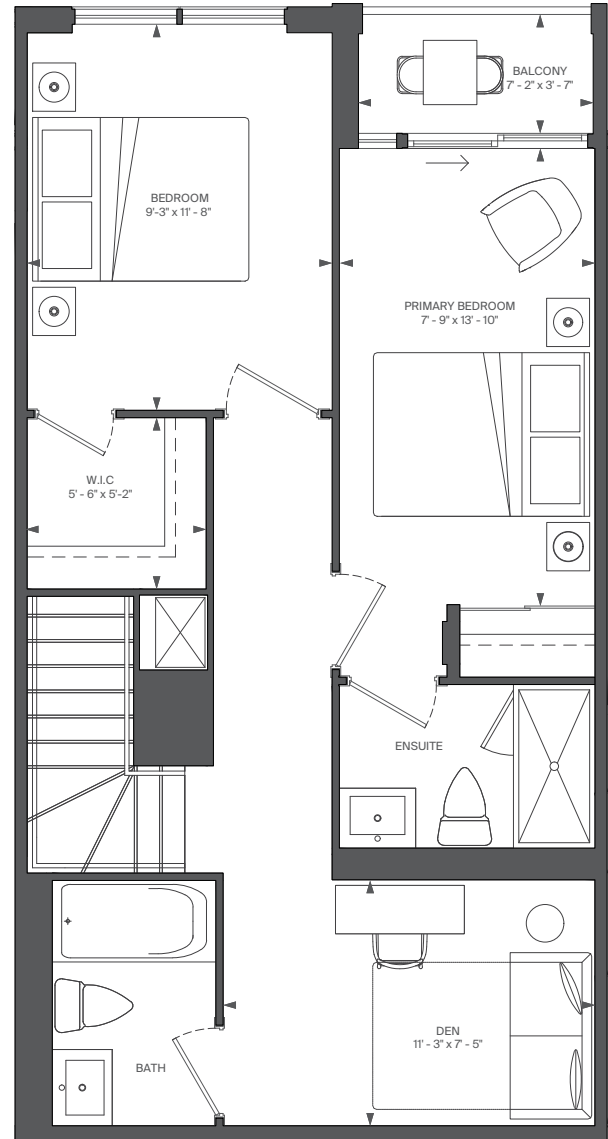 BALCONY
7' - 2" x 3' - 7"
BEDROOM
9'-3" x 11' - 8"
PRIMARY BEDROOM
7' - 9" x 13' - 10"
W.I.C
5' - 6" x 5'-2"
ENSUITE
DEN
11' - 3" x 7' - 5"
BATH